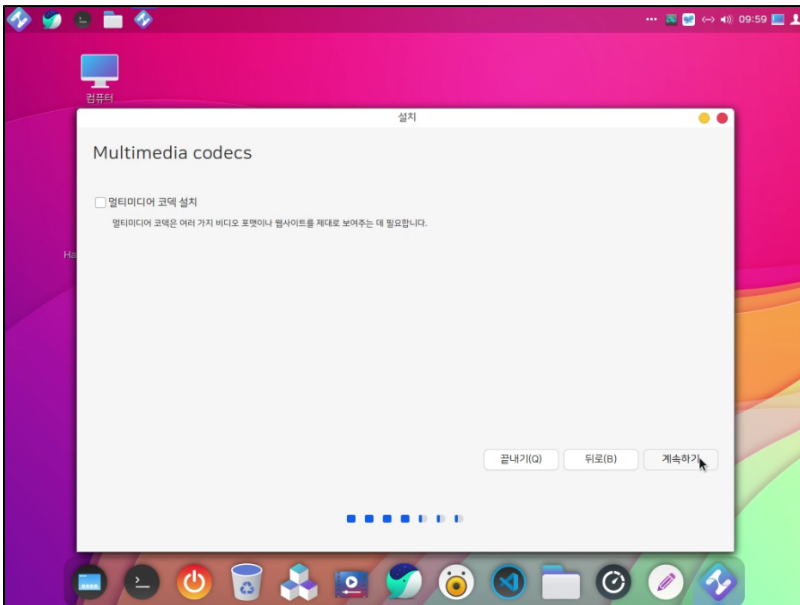 09:59
컴퓨터
설치
Multimedia codecs
멀티미디어 코덱 설치
멀티미디어 코덱은 여러 가지 비디오 포맷이나 웹사이트를 제대로 보여주는 데 필요합니다.
Ha
끝내기(Q)
뒤로(B)
계속하기